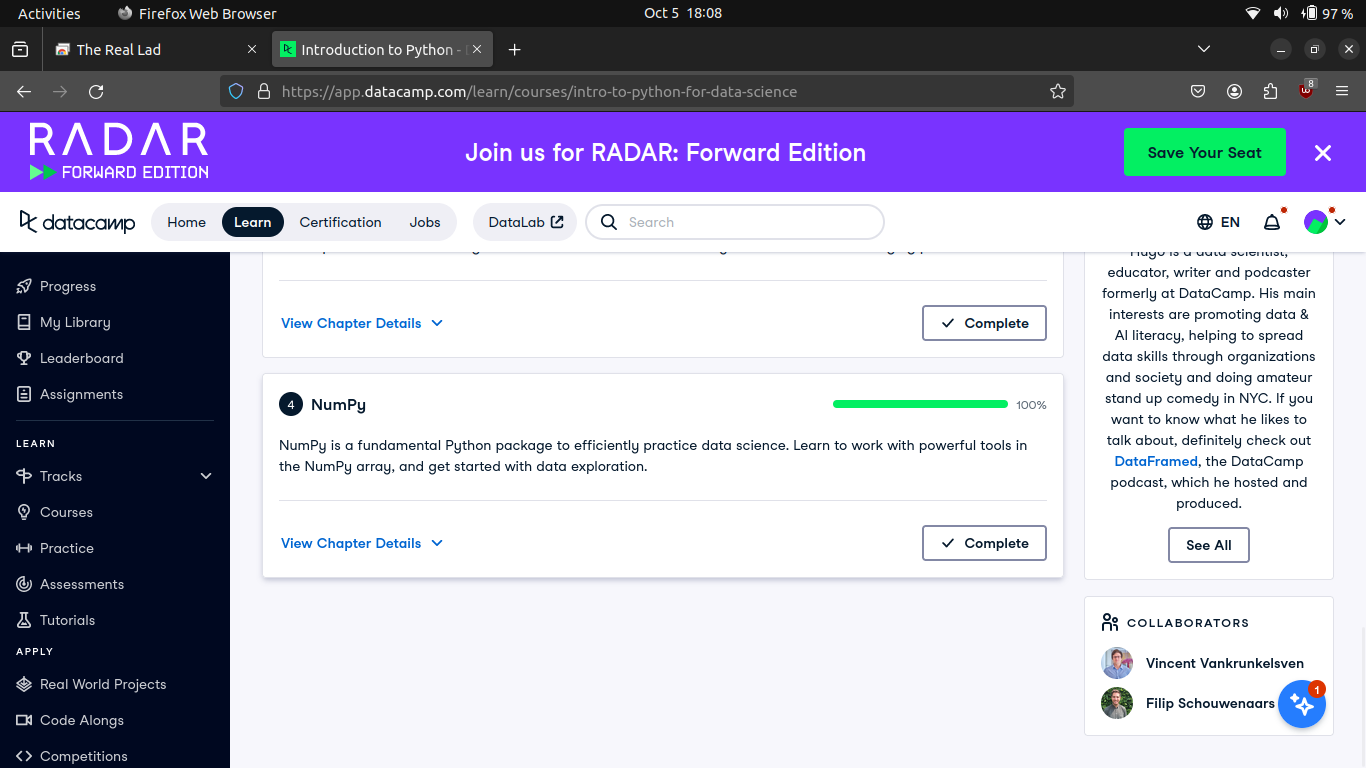 Activities
Firefox Web Browser
Oct 5 18:08
97 %
The Real Lad
Introduction to Python -
https://app.datacamp.com/learn/courses/intro-to-python-for-data-science
8
RADAR
FORWARD EDITION
Join us for RADAR: Forward Edition
Save Your Seat
datacamp
Home
Learn
Certification
Jobs
DataLab
Search
EN
Progress
My Library
Leaderboard
Assignments
LEARN
Tracks
Courses
Practice
Assessments
Tutorials
APPLY
Real World Projects
Code Alongs
Competitions
View Chapter Details
Complete
4 NumPy
100%
NumPy is a fundamental Python package to efficiently practice data science. Learn to work with powerful tools in
the NumPy array, and get started with data exploration.
View Chapter Details
Complete
Hugo is a data scientist,
educator, writer and podcaster
formerly at DataCamp. His main
interests are promoting data &
AI literacy, helping to spread
data skills through organizations
and society and doing amateur
stand up comedy in NYC. If you
want to know what he likes to
talk about, definitely check out
DataFramed, the DataCamp
podcast, which he hosted and
produced.
See All
COLLABORATORS
Vincent Vankrunkelsven
Filip Schouwenaars
1